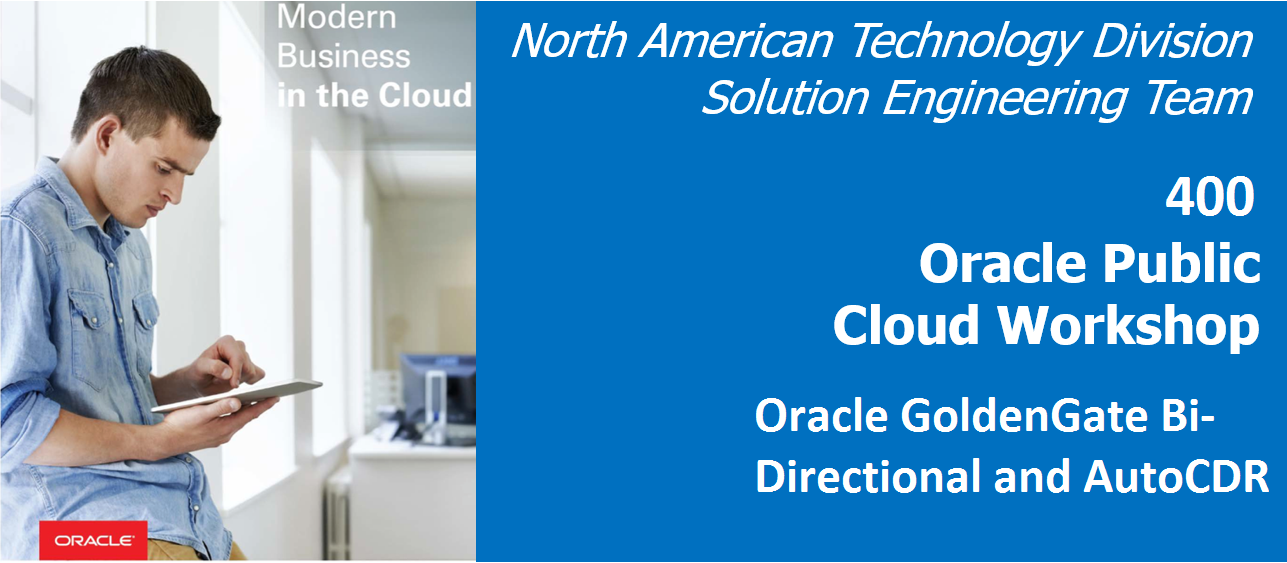 Modern
Business
in the Cloud
ORACLE
North American Technology Division
Solution Engineering Team
400
Oracle Public
Cloud Workshop
Oracle GoldenGate Bi-
Directional and AutoCDR